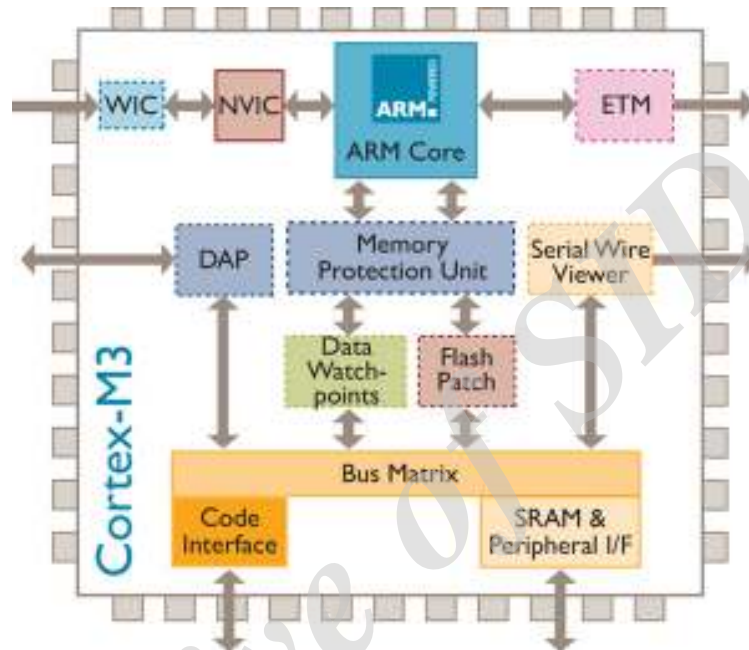 WIC
NVIC
ARM
ARM Core
ETM
DAP
Memory
Protection Unit
Serial Wire
Viewer
Data
Watch-
points
Flash
Patch
Cortex-M3
Bus Matrix
Code
Interface
SRAM &
Peripheral I/F